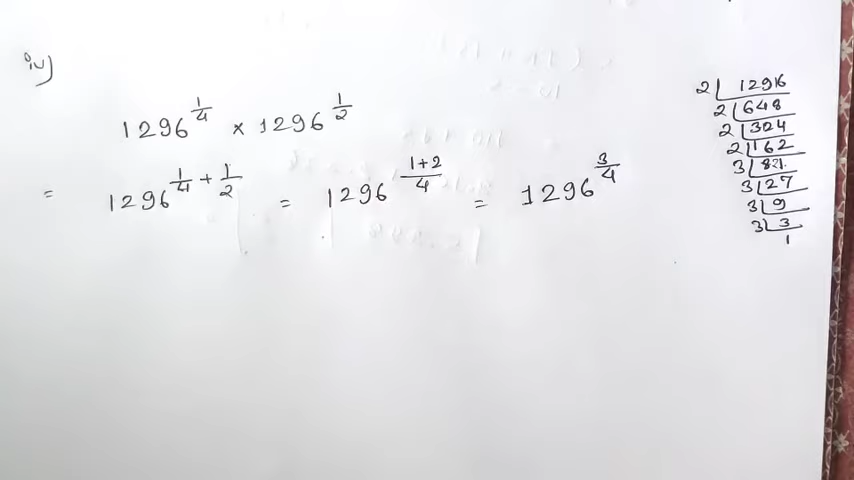 iv)
1296^{1/4} × 1296^{1/2}
= 1296^{1/4 + 1/2} = 1296^{(1+2)/4} = 1296^{3/4}
2 | 1296
2 | 648
2 | 324
2 | 162
3 | 81
3 | 27
3 | 9
3 | 3
1